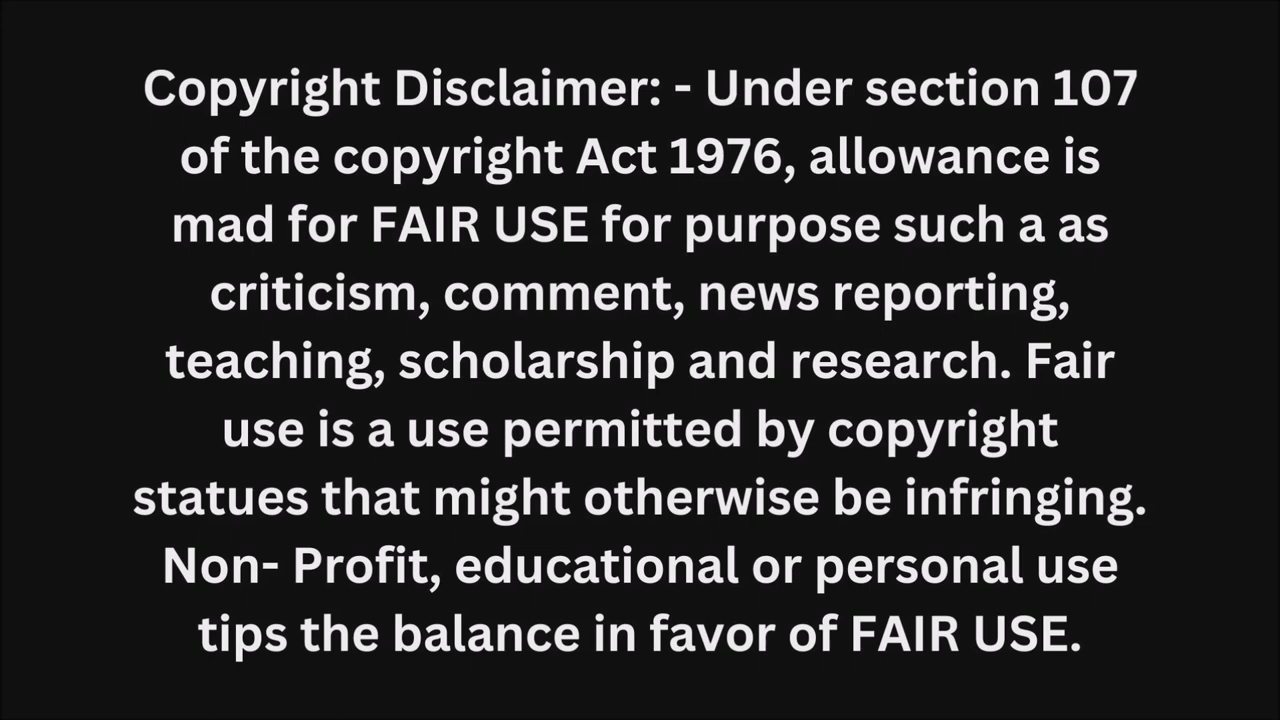 Copyright Disclaimer: - Under section 107
of the copyright Act 1976, allowance is
mad for FAIR USE for purpose such a as
criticism, comment, news reporting,
teaching, scholarship and research. Fair
use is a use permitted by copyright
statues that might otherwise be infringing.
Non- Profit, educational or personal use
tips the balance in favor of FAIR USE.